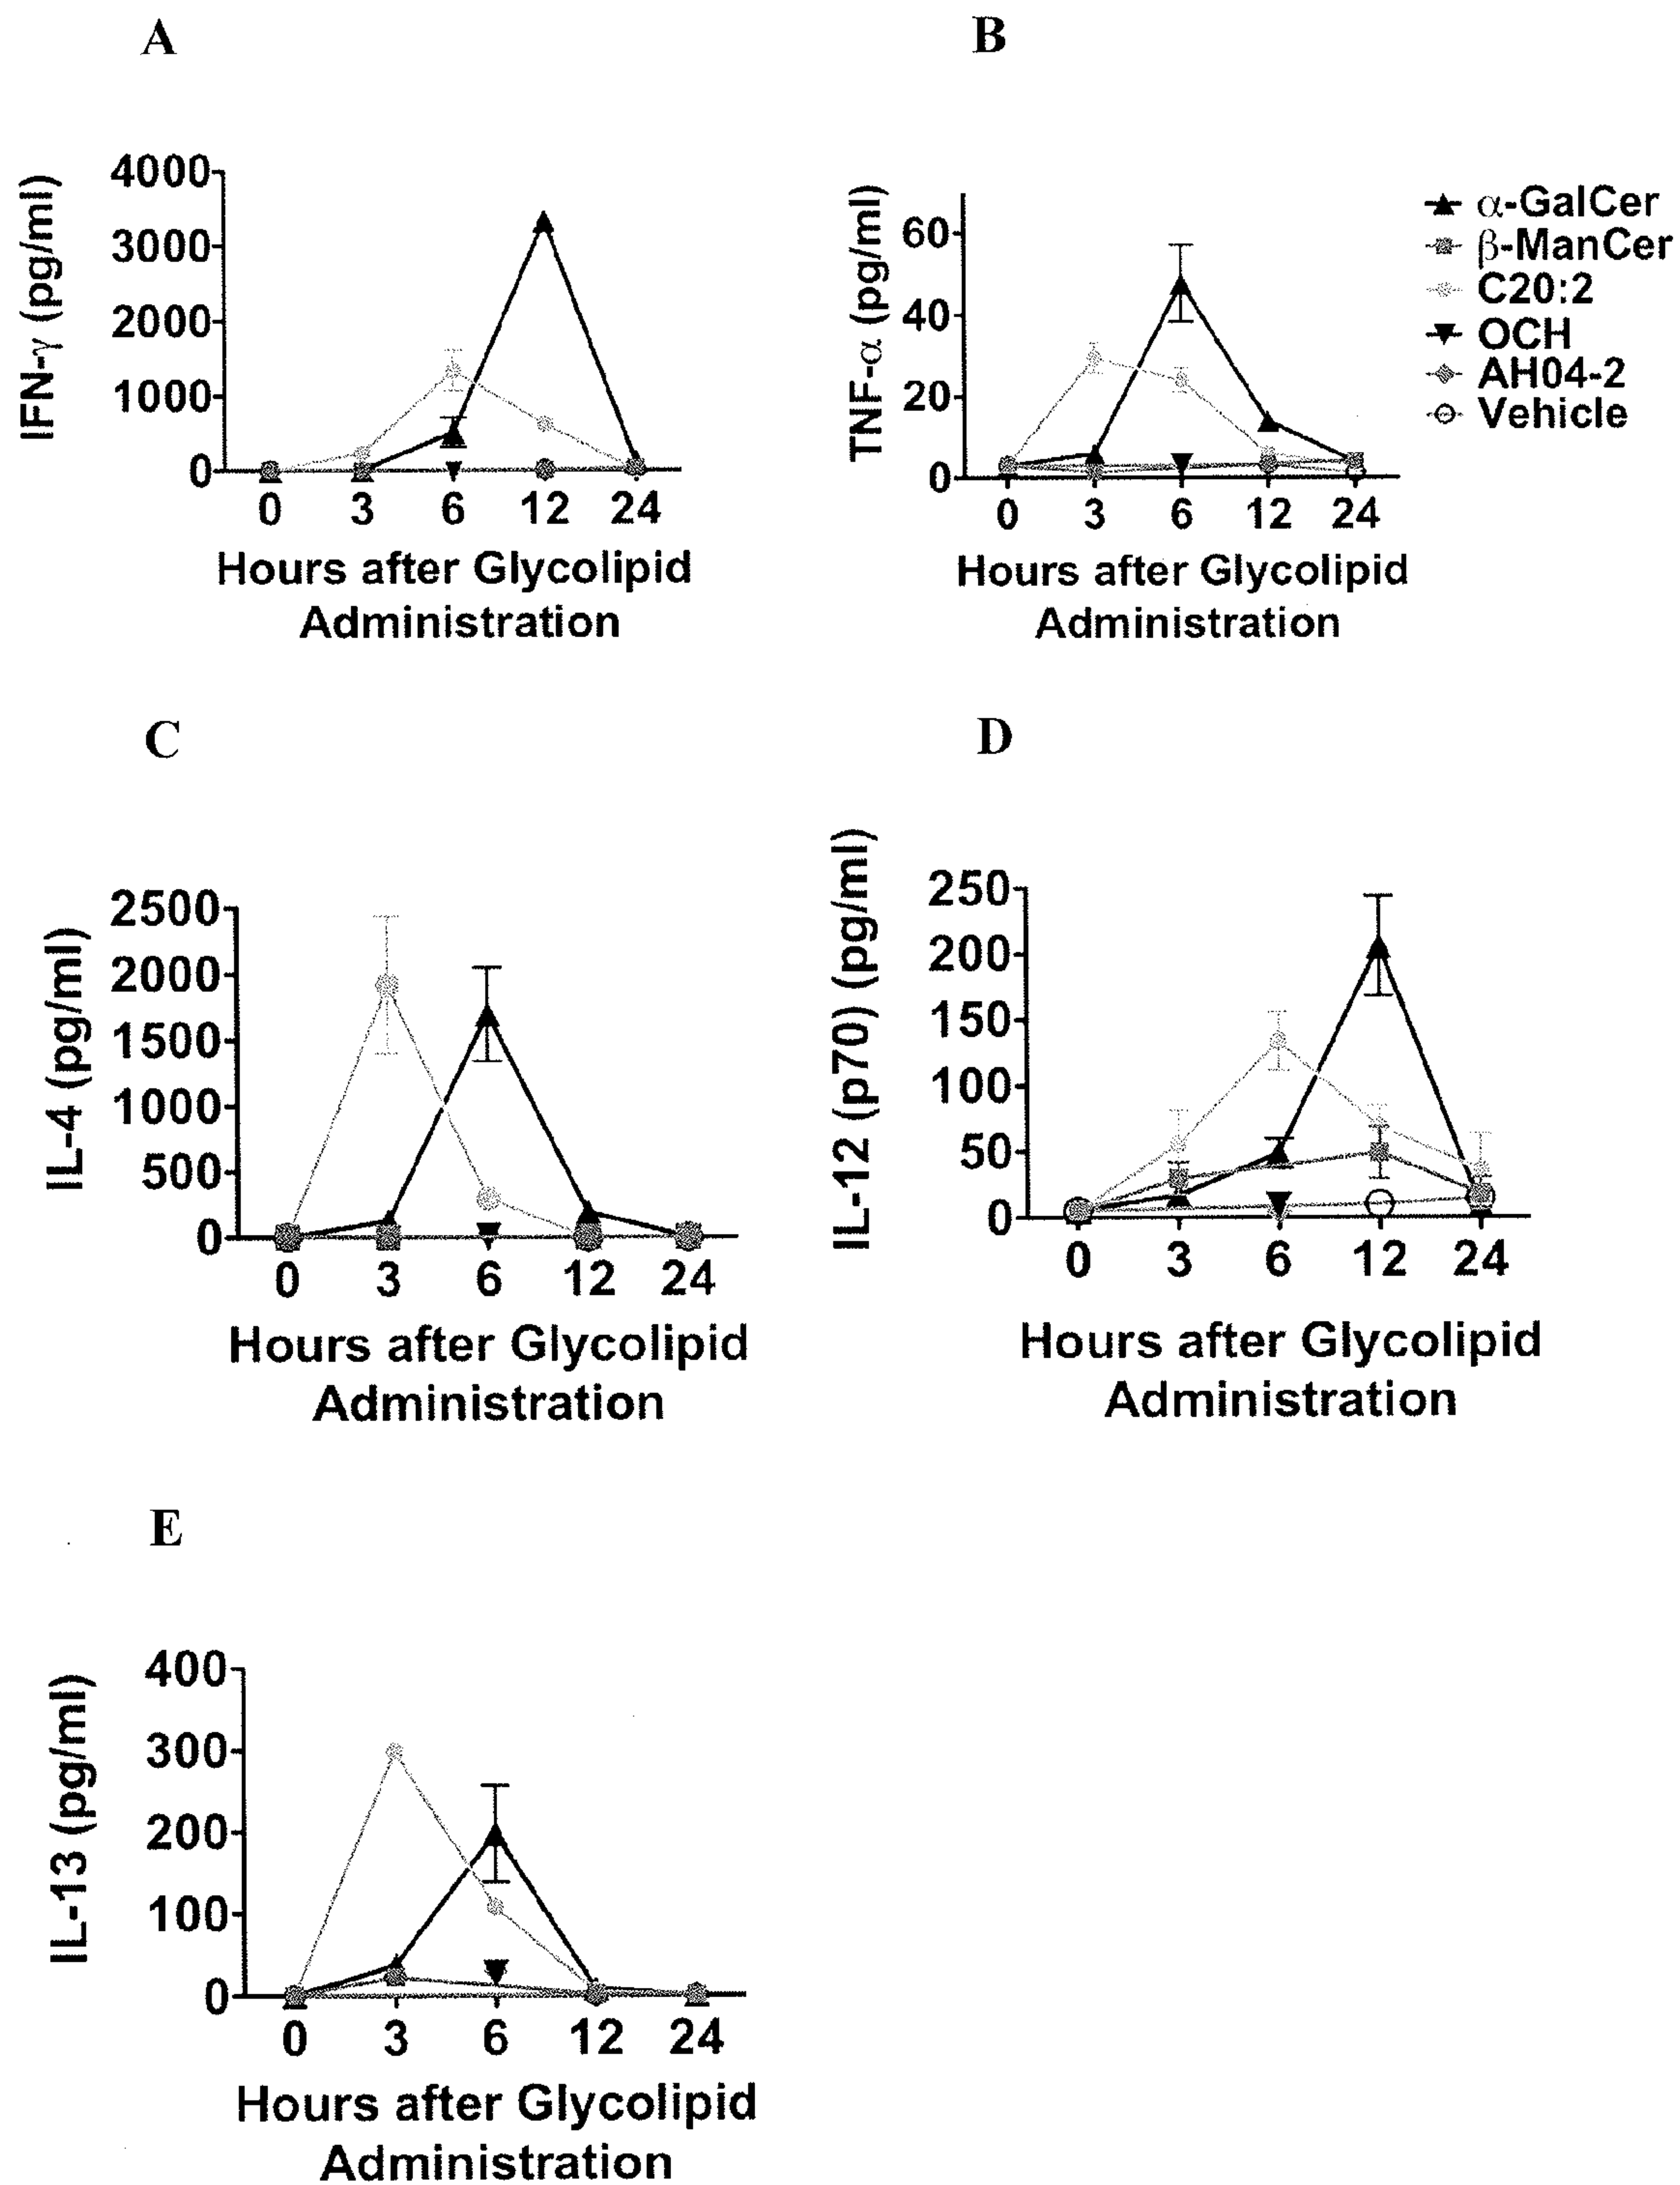 A
IFN-γ (pg/ml)
4000
3000
2000
1000
0
0 3 6 12 24
Hours after Glycolipid
Administration
B
TNF-α (pg/ml)
60
40
20
0
0 3 6 12 24
Hours after Glycolipid
Administration
α-GalCer
β-ManCer
C20:2
OCH
AH04-2
Vehicle
C
IL-4 (pg/ml)
2500
2000
1500
1000
500
0
0 3 6 12 24
Hours after Glycolipid
Administration
D
IL-12 (p70) (pg/ml)
250
200
150
100
50
0
0 3 6 12 24
Hours after Glycolipid
Administration
E
IL-13 (pg/ml)
400
300
200
100
0
0 3 6 12 24
Hours after Glycolipid
Administration